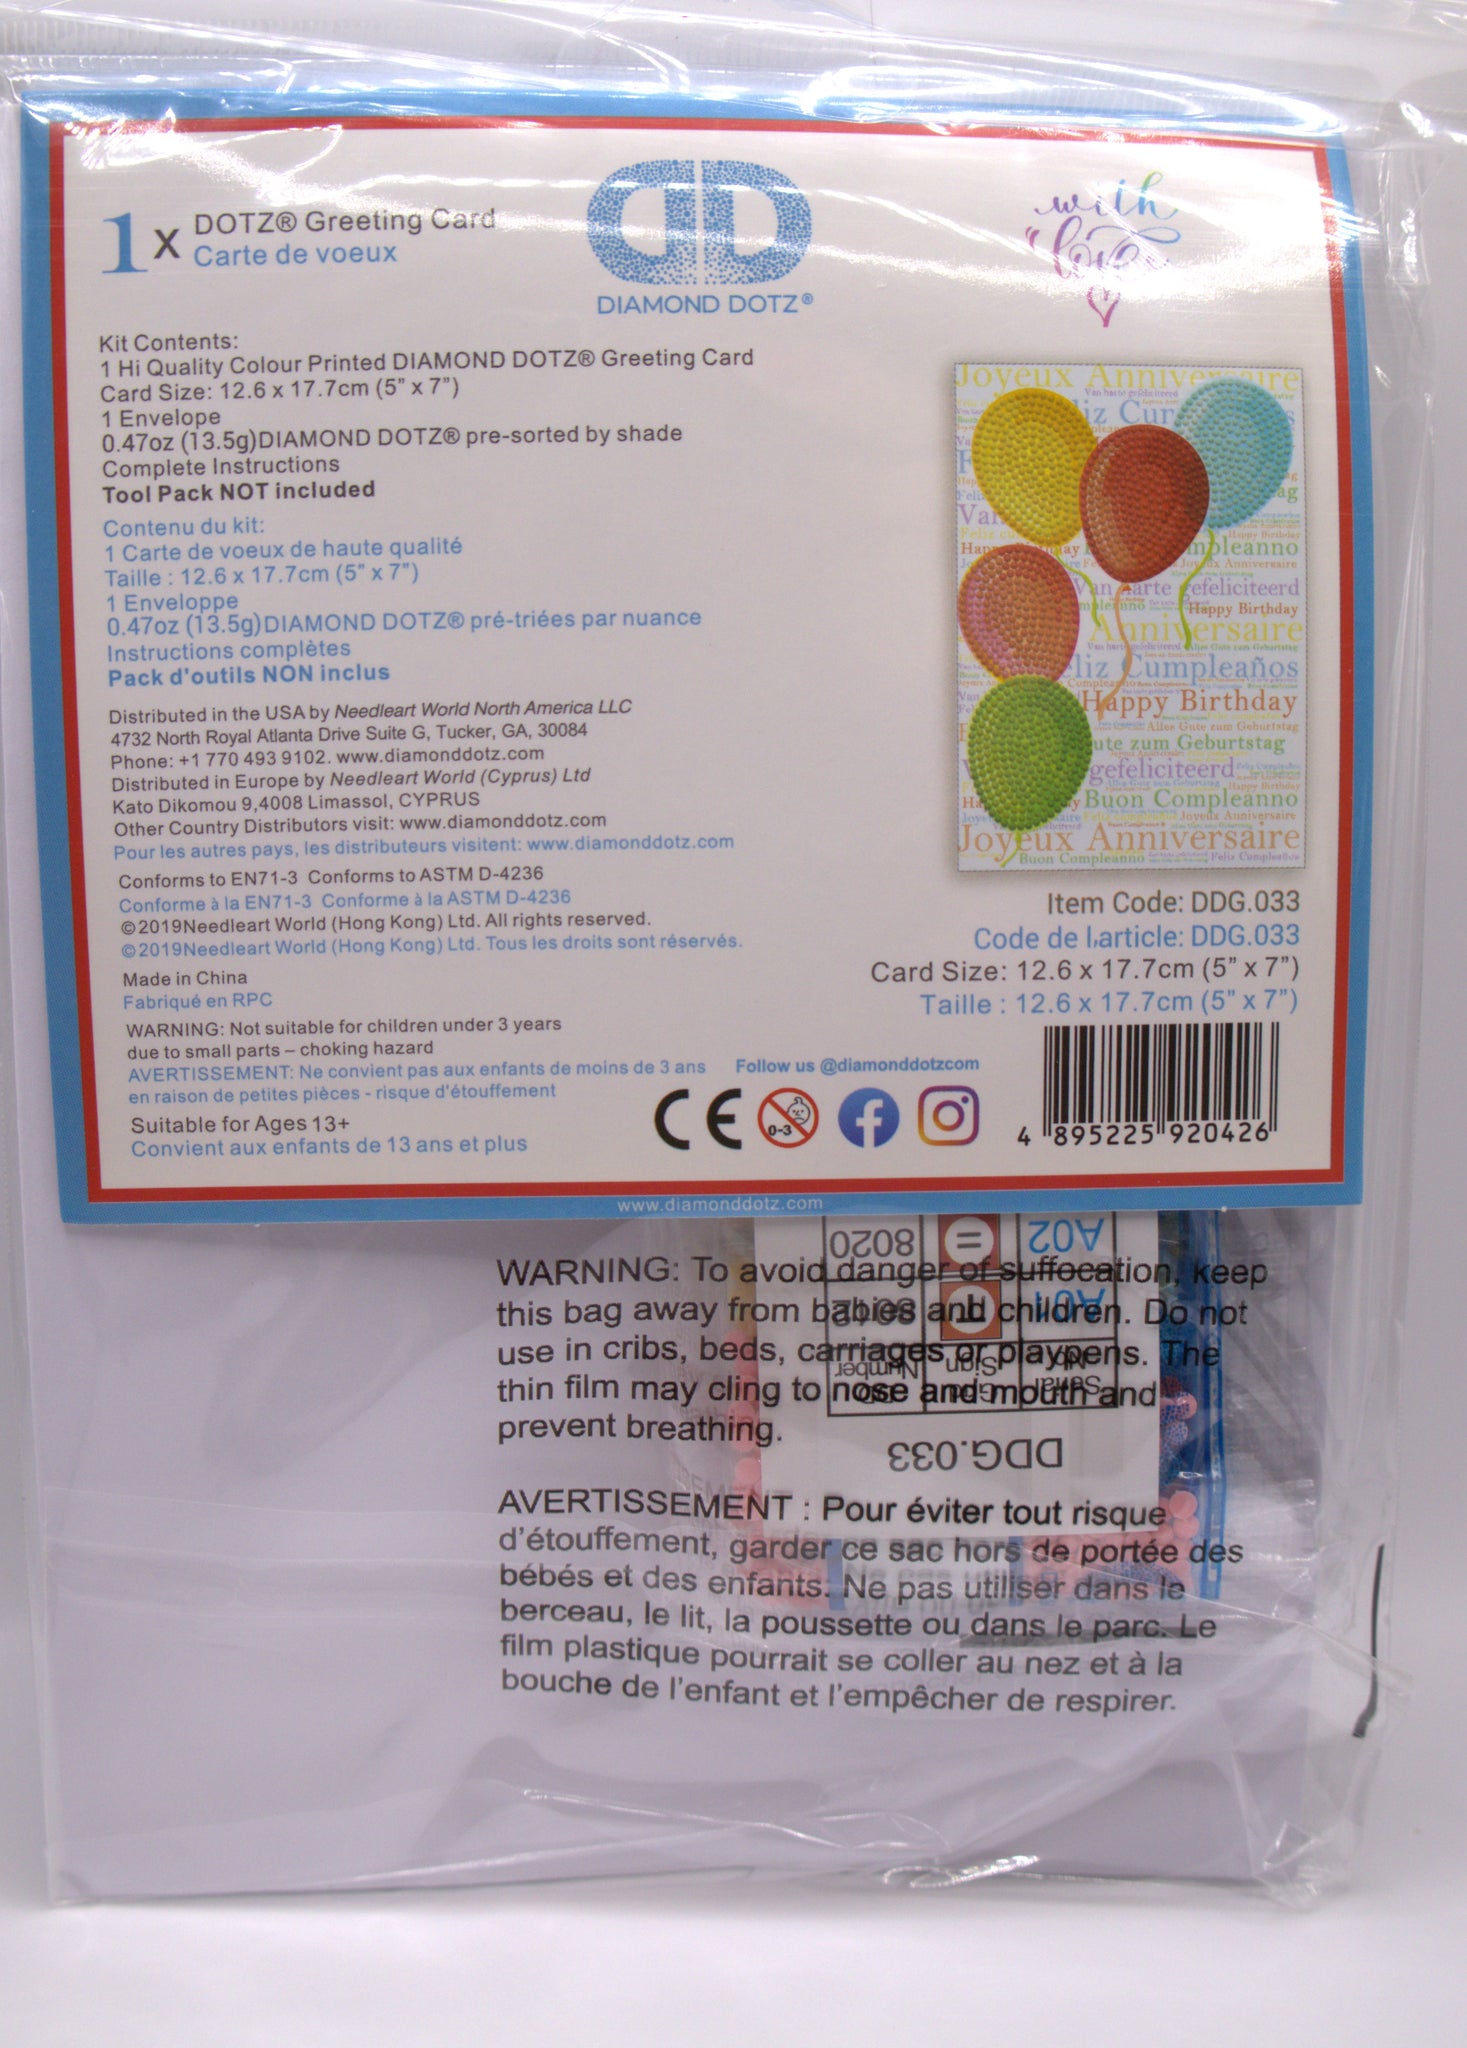 1 x DOTZ® Greeting Card
Carte de voeux
DIAMOND DOTZ®
with
love
Kit Contents:
1 Hi Quality Colour Printed DIAMOND DOTZ® Greeting Card
Card Size: 12.6 x 17.7cm (5” x 7”)
1 Envelope
0.47oz (13.5g)DIAMOND DOTZ® pre-sorted by shade
Complete Instructions
Tool Pack NOT included
Contenu du kit:
1 Carte de voeux de haute qualité
Taille : 12.6 x 17.7cm (5” x 7”)
1 Enveloppe
0.47oz (13.5g)DIAMOND DOTZ® pré-triées par nuance
Instructions complètes
Pack d'outils NON inclus
Distributed in the USA by Needleart World North America LLC
4732 North Royal Atlanta Drive Suite G, Tucker, GA, 30084
Phone: +1 770 493 9102. www.diamonddotz.com
Distributed in Europe by Needleart World (Cyprus) Ltd
Kato Dikomou 9,4008 Limassol, CYPRUS
Other Country Distributors visit: www.diamonddotz.com
Pour les autres pays, les distributeurs visitent: www.diamonddotz.com
Conforms to EN71-3 Conforms to ASTM D-4236
Conforme à la EN71-3 Conforme à la ASTM D-4236
©2019Needleart World (Hong Kong) Ltd. All rights reserved.
©2019Needleart World (Hong Kong) Ltd. Tous les droits sont réservés.
Made in China
Fabriqué en RPC
WARNING: Not suitable for children under 3 years
due to small parts – choking hazard
AVERTISSEMENT: Ne convient pas aux enfants de moins de 3 ans
en raison de petites pièces - risque d'étouffement
Suitable for Ages 13+
Convient aux enfants de 13 ans et plus
Follow us @diamonddotzcom
CE
0-3
Joyeux Anniversaire
Van harte gefeliciteerd
Happy Birthday
Anniversaire
Feliz Cumpleaños
Happy Birthday
Alles Gute zum Geburtstag
ute zum Geburtstag
gefeliciteerd
Buon Compleanno
Joyeux Anniversaire
Buon Compleanno
Item Code: DDG.033
Code de l,article: DDG.033
Card Size: 12.6 x 17.7cm (5” x 7”)
Taille : 12.6 x 17.7cm (5” x 7”)
4 895225 920426
www.diamonddotz.com
WARNING: To avoid danger of suffocation, keep
this bag away from babies and children. Do not
use in cribs, beds, carriages or playpens. The
thin film may cling to nose and mouth and
prevent breathing.
AVERTISSEMENT : Pour éviter tout risque
d'étouffement, garder ce sac hors de portée des
bébés et des enfants. Ne pas utiliser dans le
berceau, le lit, la poussette ou dans le parc. Le
film plastique pourrait se coller au nez et à la
bouche de l'enfant et l'empêcher de respirer.
DDG.033
Serial No. Grid Sign Number
A01 T
A02 = 8020